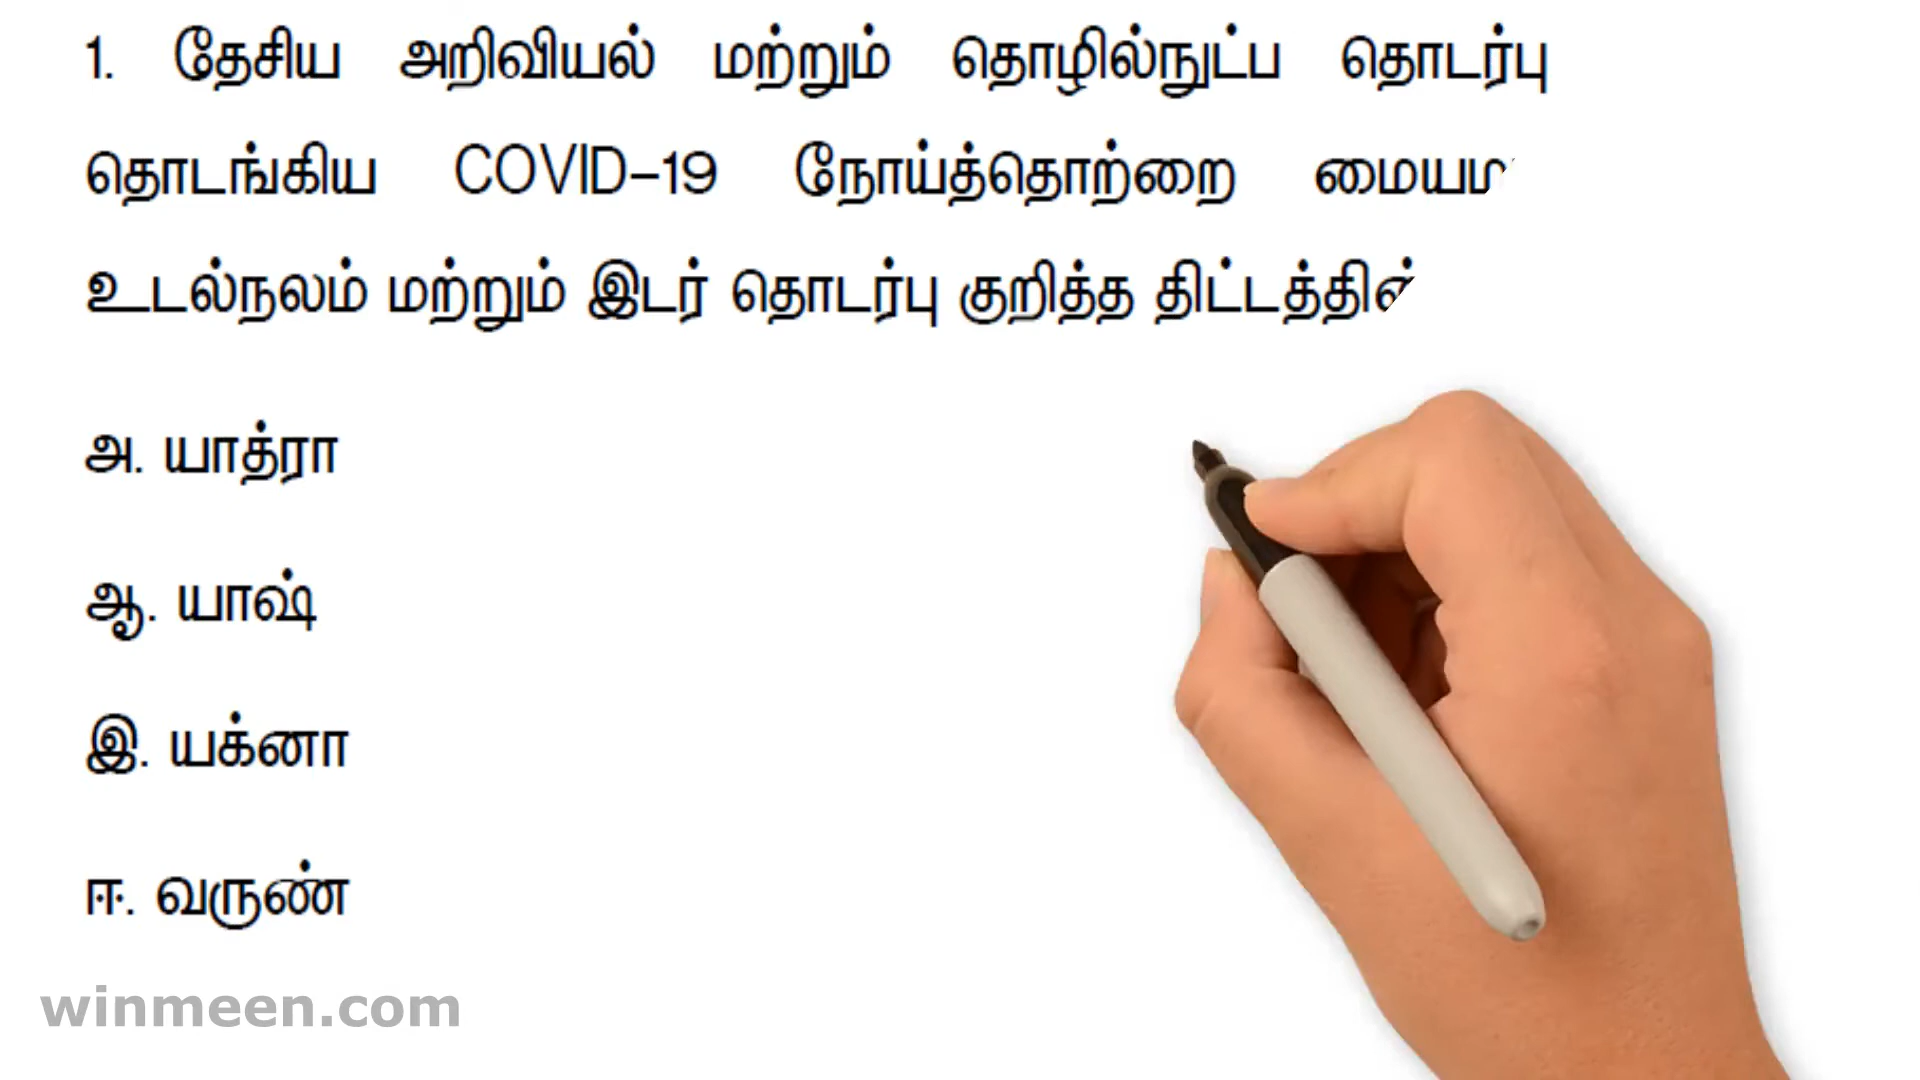 1. தேசிய அறிவியல் மற்றும் தொழில்நுட்ப தொடர்பு
தொடங்கிய COVID-19 நோய்த்தொற்றை
உடல்நலம் மற்றும் இடர் தொடர்பு குறித்த
அ. யாத்ரா
ஆ. யாஷ்
இ. யக்னா
ஈ. வருண்
winmeen.com